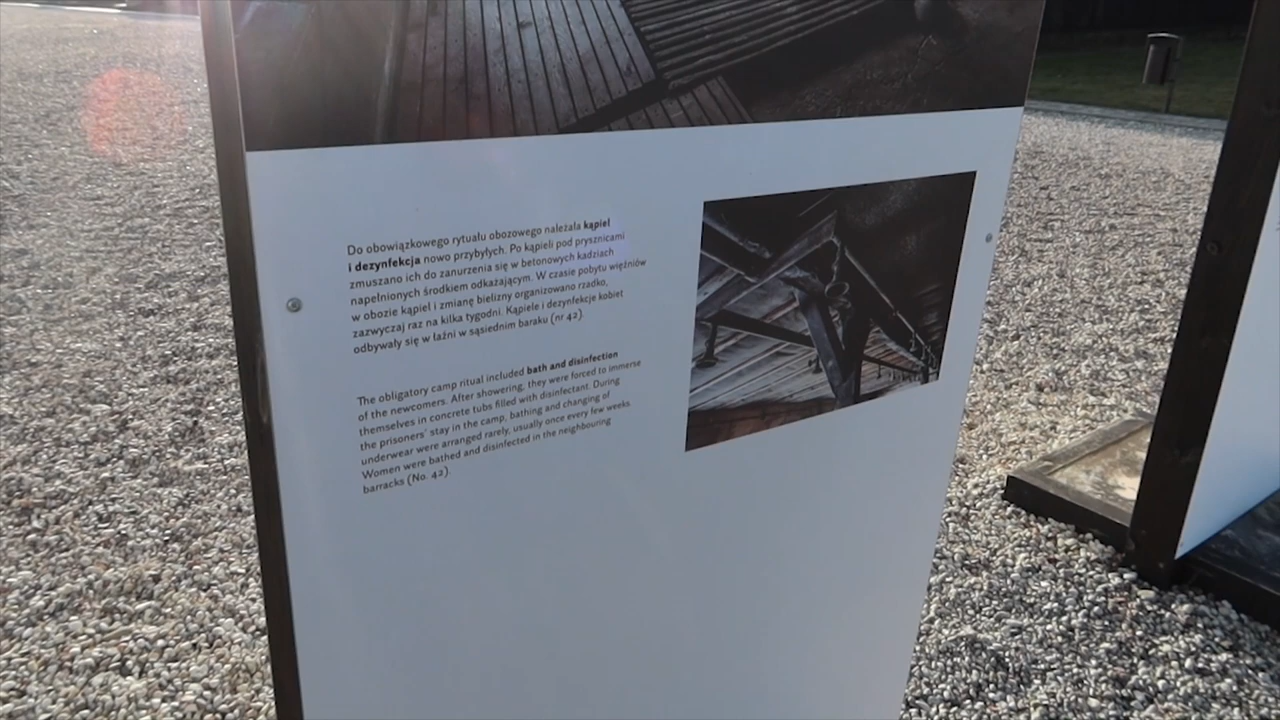 Do obowiązkowego rytuału obozowego należała kąpiel
i dezynfekcja nowo przybyłych. Po kąpieli pod prysznicami
zmuszano ich do zanurzenia się w betonowych kadziach
napełnionych środkiem odkażającym. W czasie pobytu więźniów
w obozie kąpiel i zmianę bielizny organizowano rzadko,
zazwyczaj raz na kilka tygodni. Kąpiele i dezynfekcje kobiet
odbywały się w łaźni w sąsiednim baraku (nr 42).
The obligatory camp ritual included bath and disinfection
of the newcomers. After showering, they were forced to immerse
themselves in concrete tubs filled with disinfectant. During
the prisoners' stay in the camp, bathing and changing of
underwear were arranged rarely, usually once every few weeks.
Women were bathed and disinfected in the neighbouring
barracks (No. 42).